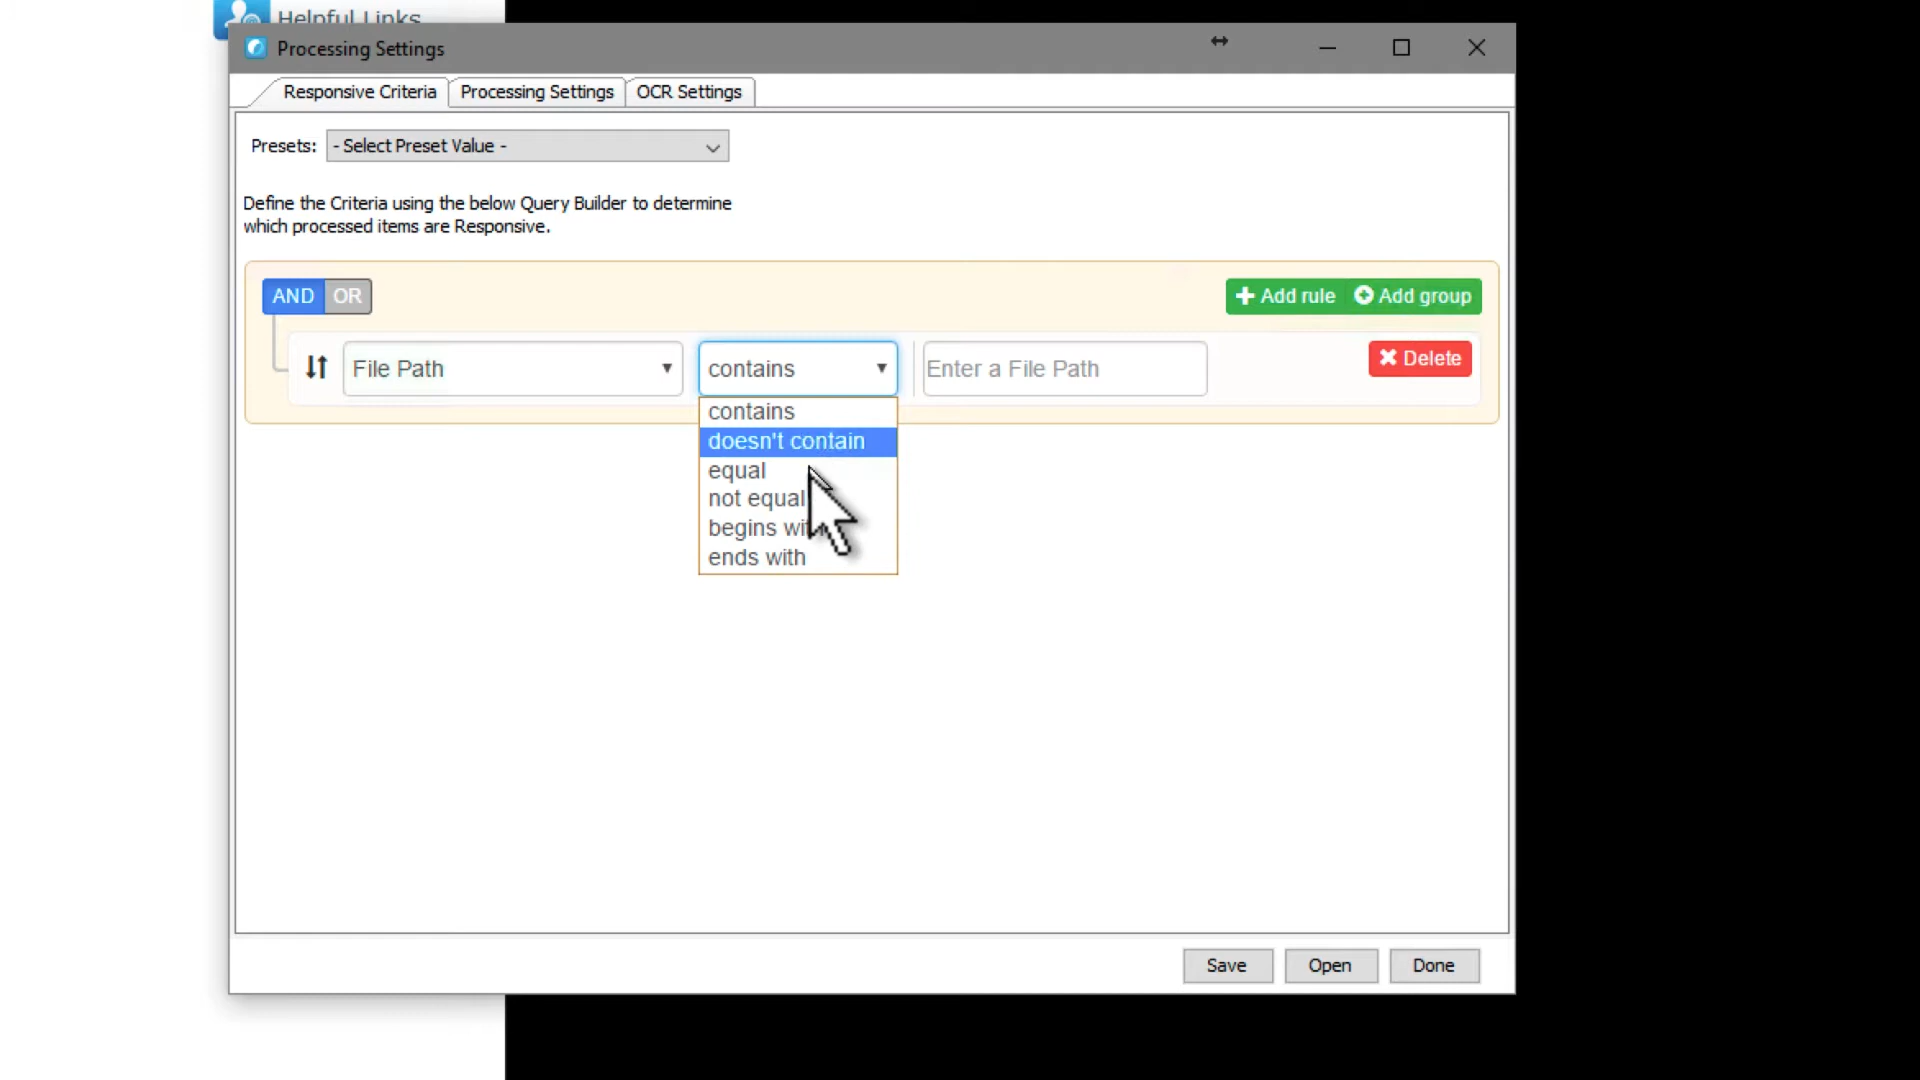 Helpful Links
Processing Settings
Responsive Criteria
Processing Settings
OCR Settings
Presets:
- Select Preset Value -
Define the Criteria using the below Query Builder to determine
which processed items are Responsive.
AND OR
Add rule
Add group
File Path
contains
Enter a File Path
Delete
contains
doesn't contain
equal
not equal
begins
ends with
Save
Open
Done